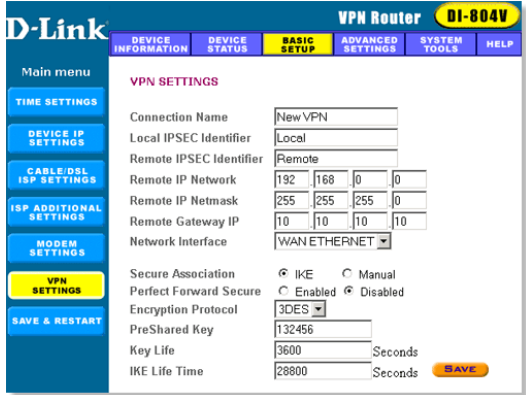 D-Link
VPN Router DI-804V
DEVICE INFORMATION
DEVICE STATUS
BASIC SETUP
ADVANCED SETTINGS
SYSTEM TOOLS
HELP
Main menu
TIME SETTINGS
DEVICE IP SETTINGS
CABLE/DSL ISP SETTINGS
ISP ADDITIONAL SETTINGS
MODEM SETTINGS
VPN SETTINGS
SAVE & RESTART
VPN SETTINGS
Connection Name New VPN
Local IPSEC Identifier Local
Remote IPSEC Identifier Remote
Remote IP Network 192 .168 .0 .0
Remote IP Netmask 255 .255 .255 .0
Remote Gateway IP 10 .10 .10 .10
Network Interface WAN ETHERNET
Secure Association IKE Manual
Perfect Forward Secure Enabled Disabled
Encryption Protocol 3DES
PreShared Key 132456
Key Life 3600 Seconds
IKE Life Time 28800 Seconds
SAVE